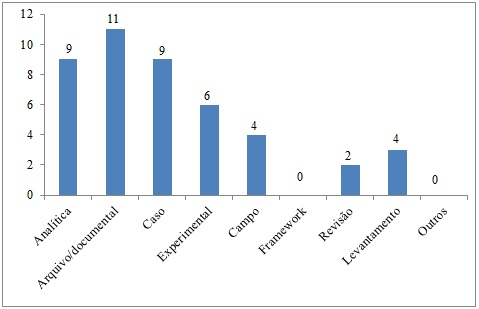 12
10
8
6
4
2
0
9
11
9
6
4
0
2
4
0
Analítica
Arquivo/documental
Caso
Experimental
Campo
Framework
Revisão
Levantamento
Outros